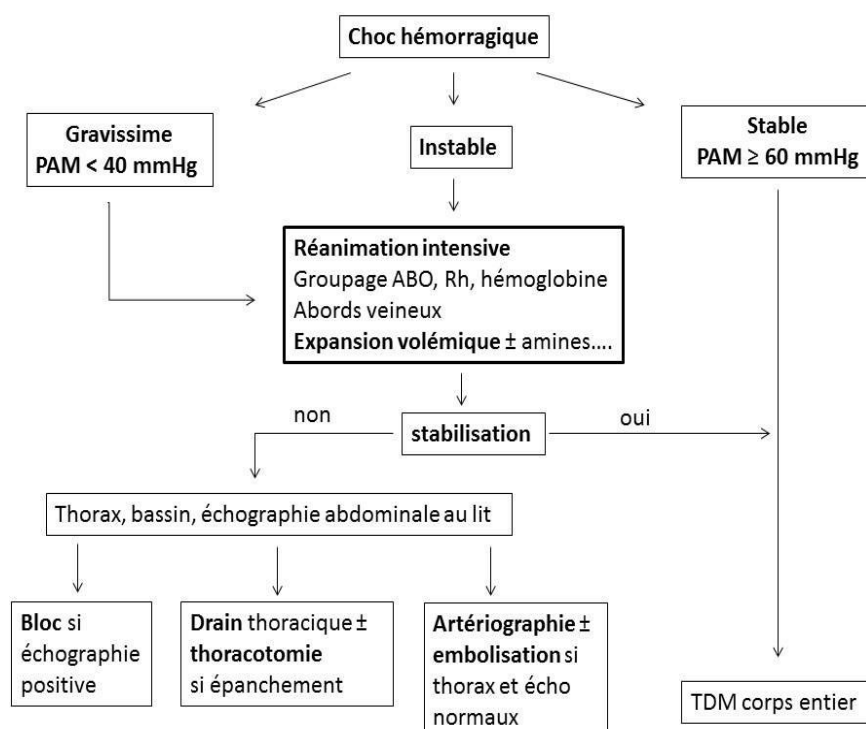 Choc hémorragique
Gravissime
PAM < 40 mmHg
Instable
Stable
PAM ≥ 60 mmHg
Réanimation intensive
Groupage ABO, Rh, hémoglobine
Abords veineux
Expansion volémique ± amines....
non
stabilisation
oui
Thorax, bassin, échographie abdominale au lit
Bloc si
échographie
positive
Drain thoracique ±
thoracotomie
si épanchement
Artériographie ±
embolisation si
thorax et écho
normaux
TDM corps entier